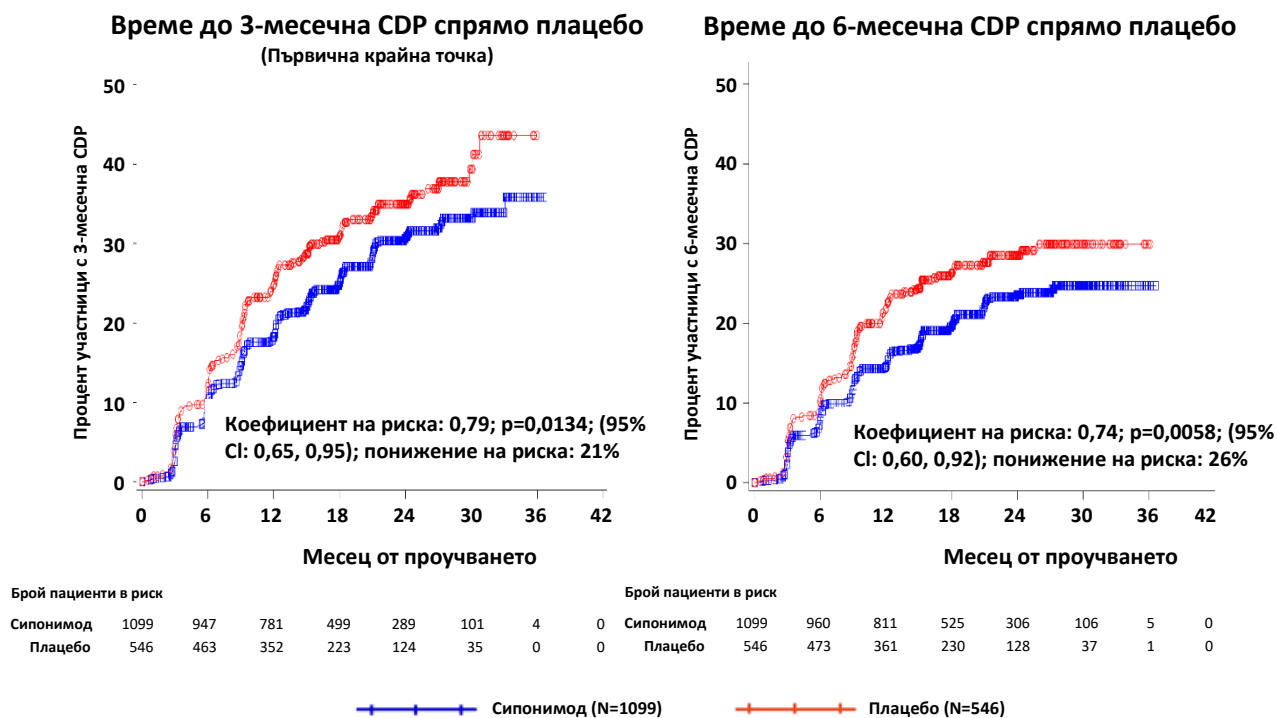 Време до 3-месечна CDP спрямо плацебо
(Първична крайна точка)
Процент участници с 3-месечна CDP
50
40
30
20
10
0
Коефициент на риска: 0,79; p=0,0134; (95%
Cl: 0,65, 0,95); понижение на риска: 21%
0 6 12 18 24 30 36 42
Месец от проучването
Брой пациенти в риск
Сипонимод 1099 947 781 499 289 101 4 0
Плацебо 546 463 352 223 124 35 0 0
Време до 6-месечна CDP спрямо плацебо
Процент участници с 6-месечна CDP
50
40
30
20
10
0
Коефициент на риска: 0,74; p=0,0058; (95%
Cl: 0,60, 0,92); понижение на риска: 26%
0 6 12 18 24 30 36 42
Месец от проучването
Брой пациенти в риск
Сипонимод 1099 960 811 525 306 106 5 0
Плацебо 546 473 361 230 128 37 1 0
Сипонимод (N=1099) Плацебо (N=546)